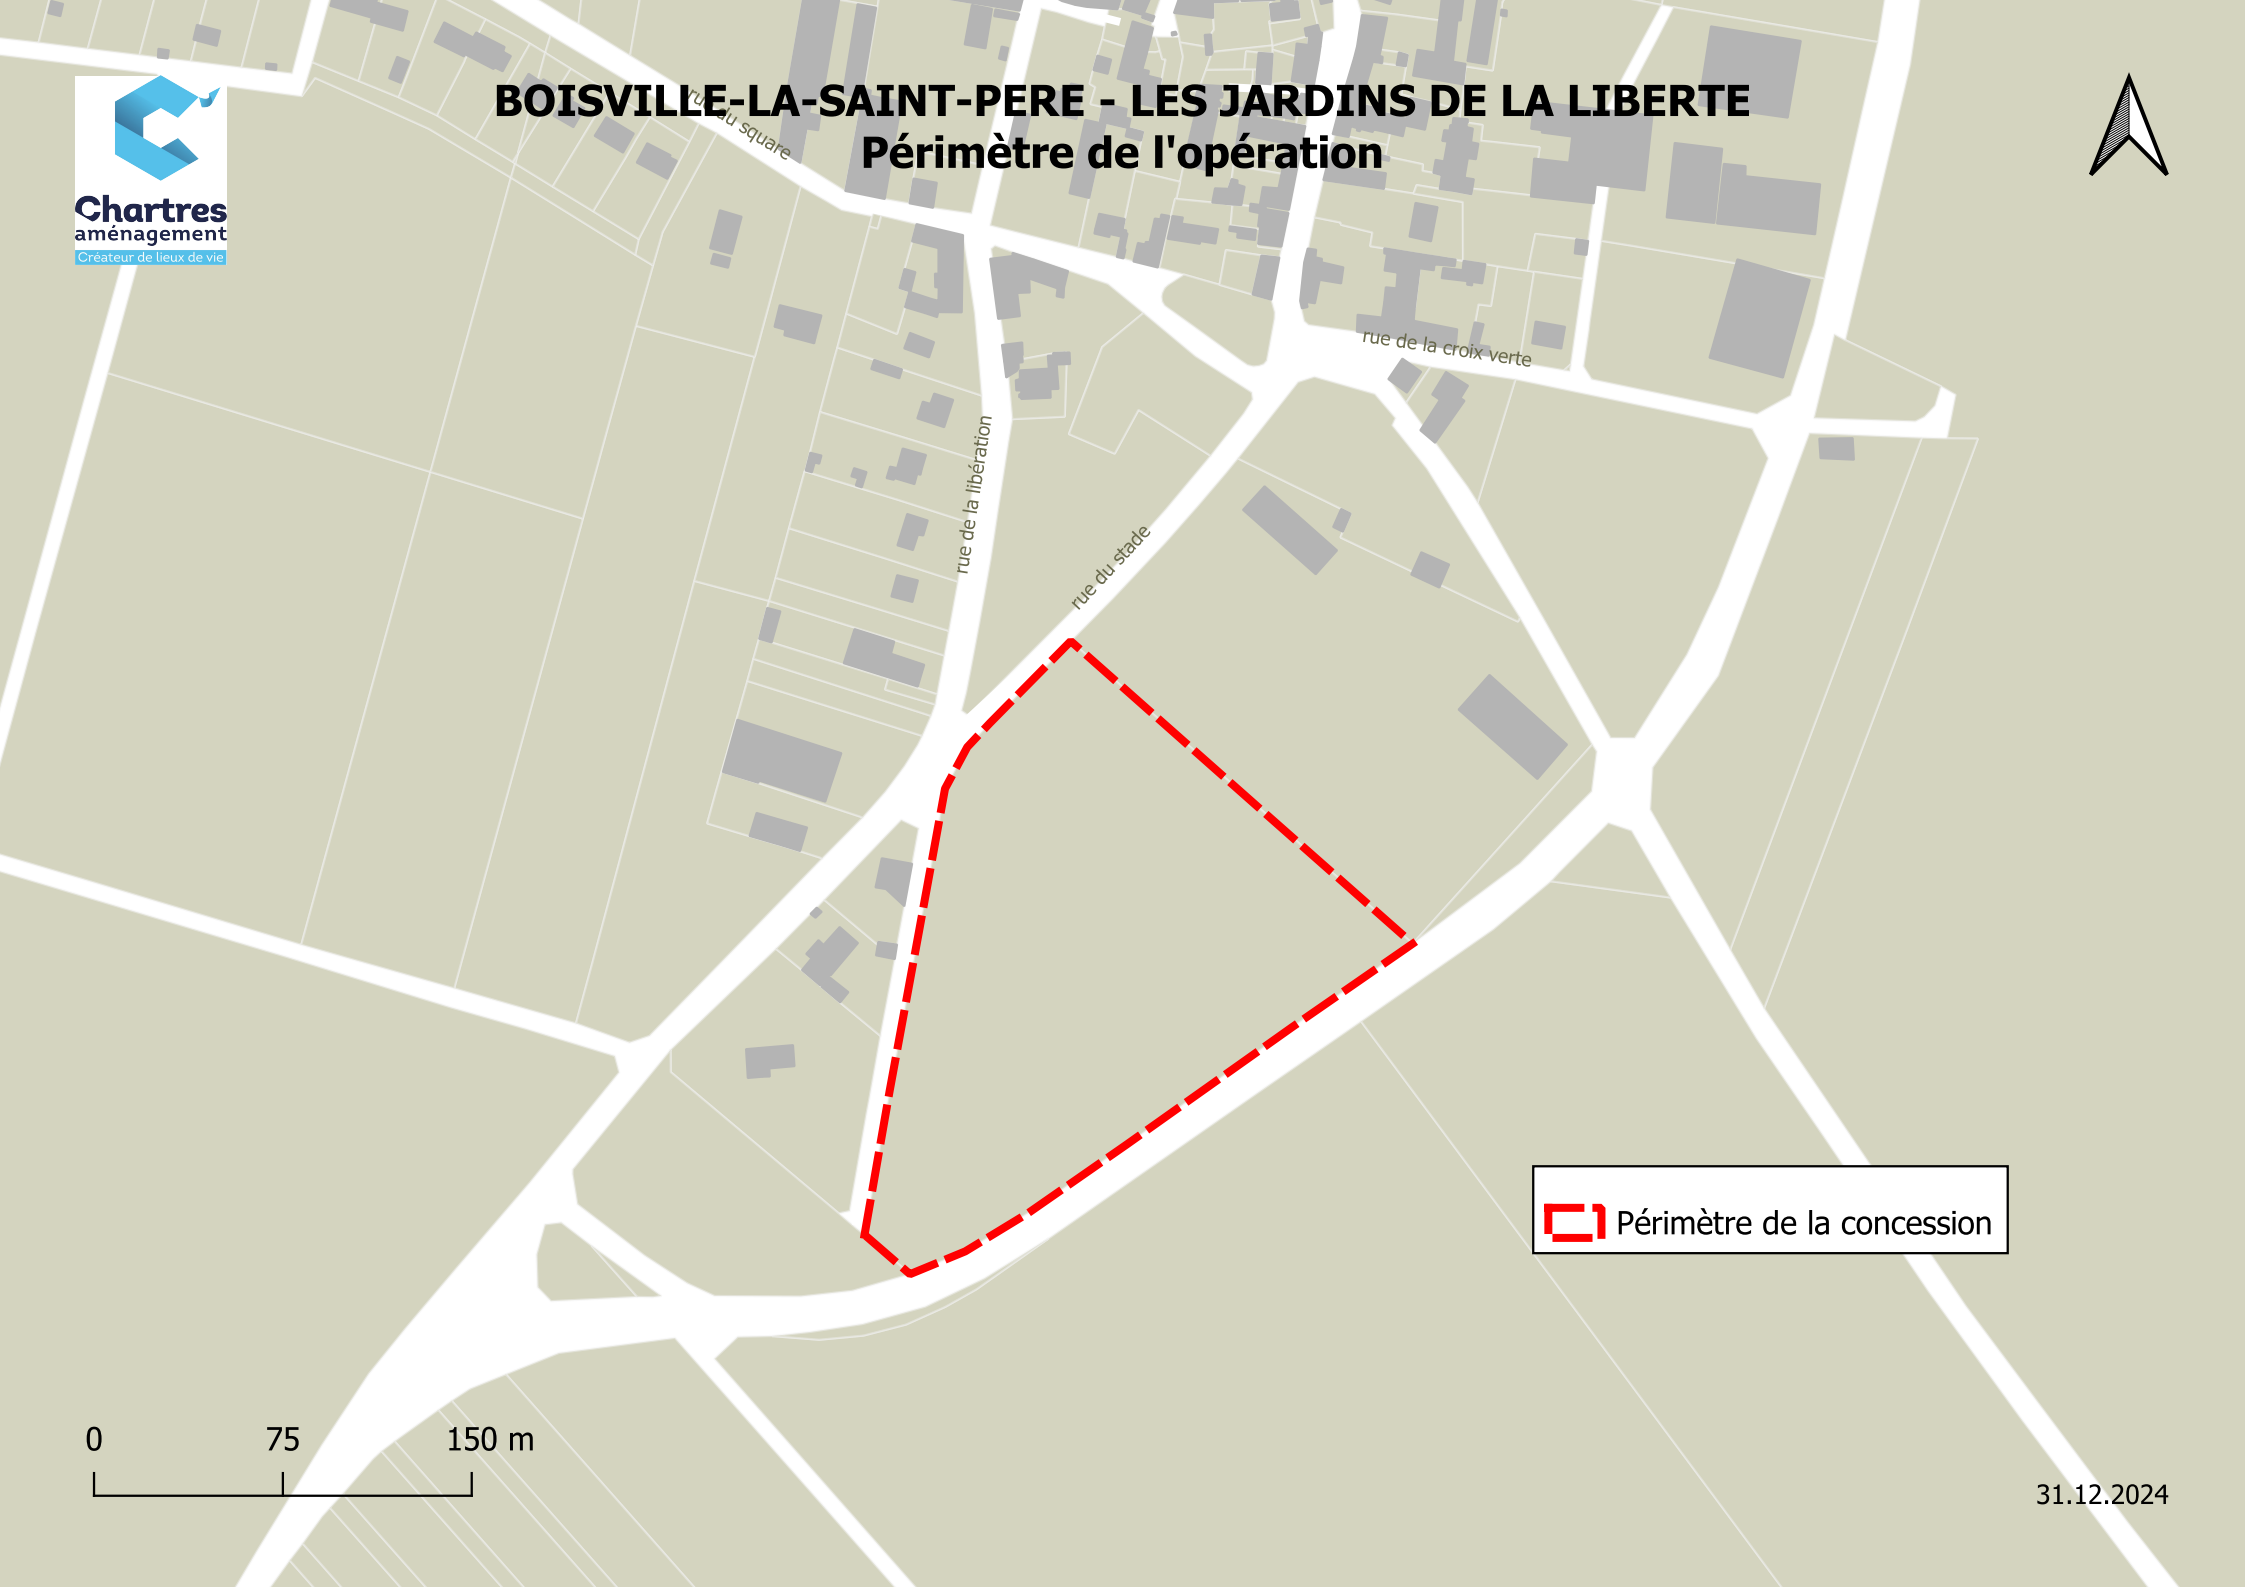 BOISVILLE-LA-SAINT-PERE - LES JARDINS DE LA LIBERTE
Périmètre de l'opération
Chartres
aménagement
Créateur de lieux de vie
rue du square
rue de la croix verte
rue de la libération
rue du stade
Périmètre de la concession
0 75 150 m
31.12.2024